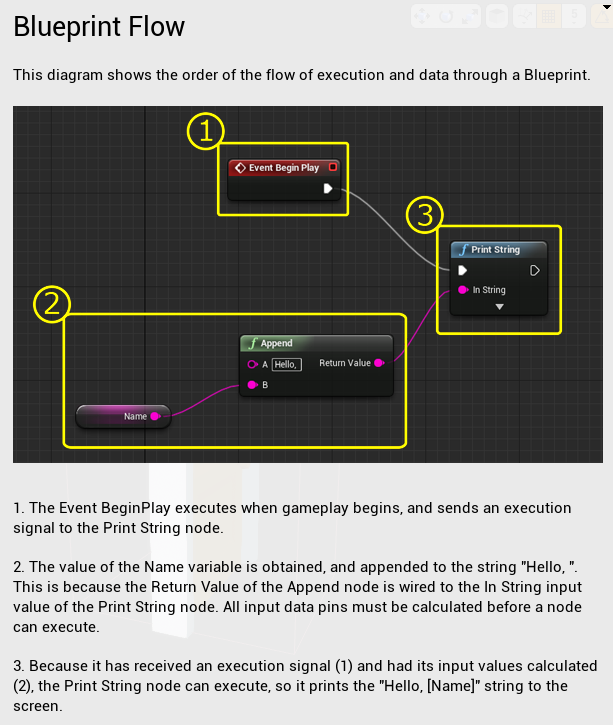 Blueprint Flow
This diagram shows the order of the flow of execution and data through a Blueprint.
1
Event Begin Play
3
Print String
In String
2
Append
A Hello,
Return Value
B
Name
1. The Event BeginPlay executes when gameplay begins, and sends an execution
signal to the Print String node.
2. The value of the Name variable is obtained, and appended to the string "Hello, ".
This is because the Return Value of the Append node is wired to the In String input
value of the Print String node. All input data pins must be calculated before a node
can execute.
3. Because it has received an execution signal (1) and had its input values calculated
(2), the Print String node can execute, so it prints the "Hello, [Name]" string to the
screen.